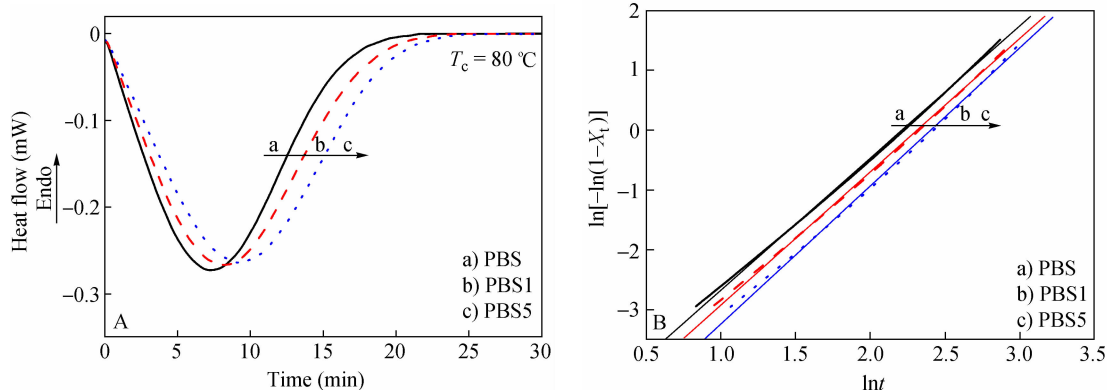 0
−0.1
−0.2
−0.3
Heat flow (mW)
Endo
T_c = 80 ℃
a b c
a) PBS
b) PBS1
c) PBS5
A
0 5 10 15 20 25 30
Time (min)
2
1
0
−1
−2
−3
ln[−ln(1−X_t)]
a b c
a) PBS
b) PBS1
c) PBS5
B
0.5 1.0 1.5 2.0 2.5 3.0 3.5
lnt